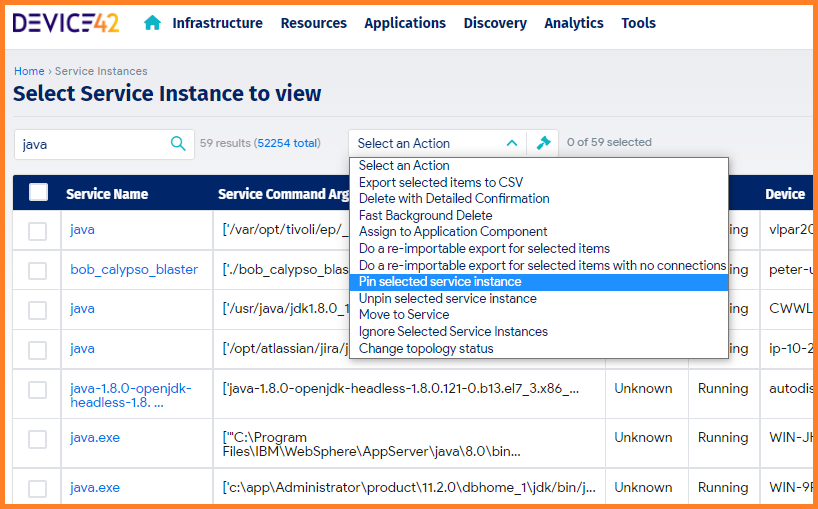 DEVICE42 Infrastructure Resources Applications Discovery Analytics Tools
Home › Service Instances
Select Service Instance to view
java 59 results (52254 total) Select an Action 0 of 59 selected
Select an Action
Export selected items to CSV
Delete with Detailed Confirmation
Fast Background Delete
Assign to Application Component
Do a re-importable export for selected items
Do a re-importable export for selected items with no connections
Pin selected service instance
Unpin selected service instance
Move to Service
Ignore Selected Service Instances
Change topology status
Service Name Service Command Arg Device
java ['/var/opt/tivoli/ep/_ ing vlpar20
bob_calypso_blaster ['./bob_calypso_blas ing peter-u
java ['/usr/java/jdk1.8.0_1 ing CWWL
java ['/opt/atlassian/jira/j ing ip-10-2
java-1.8.0-openjdk- ['java-1.8.0-openjdk-headless-1.8.0.121-0.b13.el7_3.x86_... Unknown Running autodis
headless-1.8. ...
java.exe ['"C:\Program Unknown Running WIN-JH
Files\IBM\WebSphere\AppServer\java\8.0\bin...
java.exe ['c:\app\Administrator\product\11.2.0\dbhome_1\jdk/bin/j... Unknown Running WIN-9F